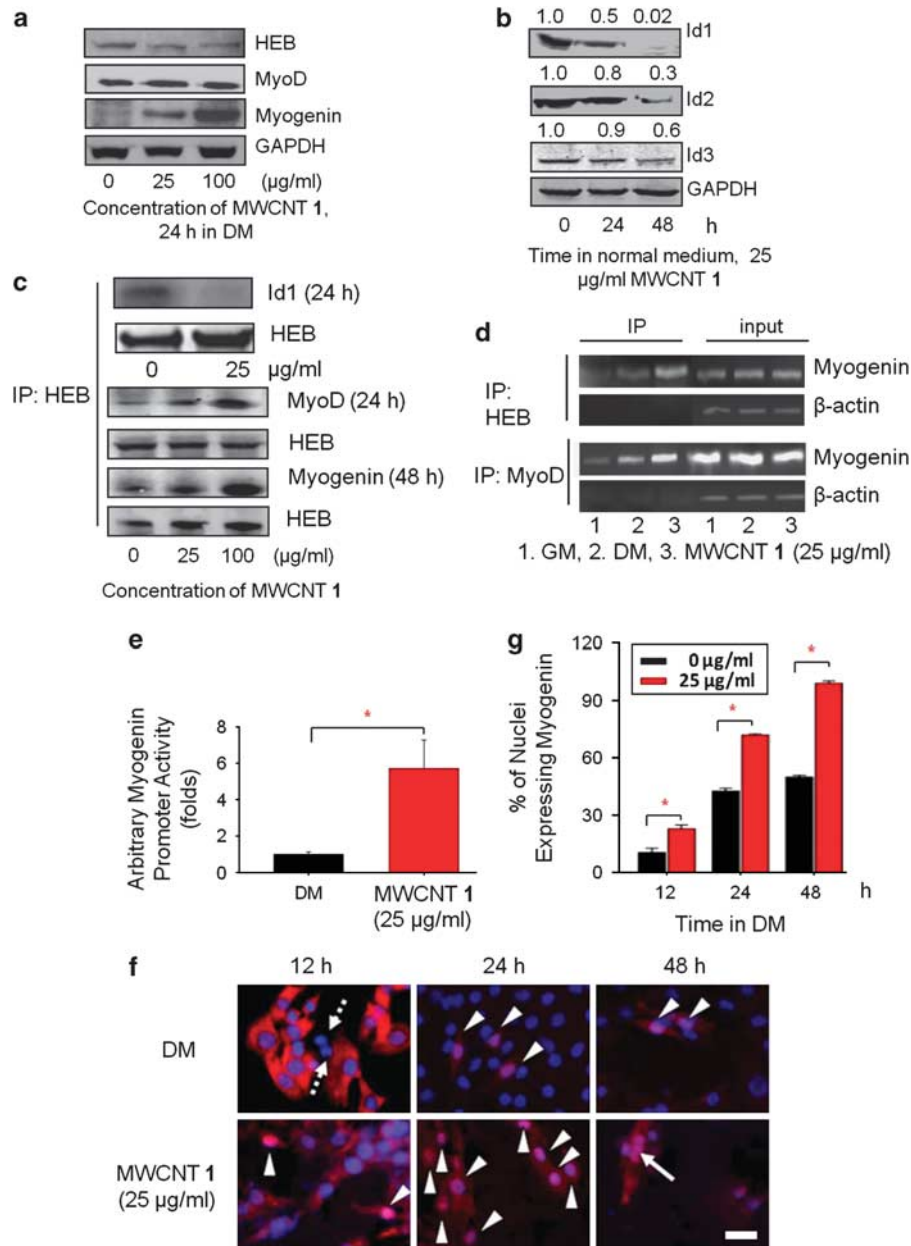 a
HEB
MyoD
Myogenin
GAPDH
0 25 100 (µg/ml)
Concentration of MWCNT 1,
24 h in DM
b
1.0 0.5 0.02
Id1
1.0 0.8 0.3
Id2
1.0 0.9 0.6
Id3
GAPDH
0 24 48 h
Time in normal medium, 25
µg/ml MWCNT 1
c
IP: HEB
Id1 (24 h)
HEB
0 25 µg/ml
MyoD (24 h)
HEB
Myogenin (48 h)
HEB
0 25 100 (µg/ml)
Concentration of MWCNT 1
d
IP input
IP:
HEB
Myogenin
β-actin
IP: MyoD
Myogenin
β-actin
1 2 3 1 2 3
1. GM, 2. DM, 3. MWCNT 1 (25 µg/ml)
e
Arbitrary Myogenin
Promoter Activity
(folds)
8
6
4
2
0
*
DM
MWCNT 1
(25 µg/ml)
g
% of Nuclei
Expressing Myogenin
120
90
60
30
0
0 µg/ml
25 µg/ml
*
*
*
12 24 48 h
Time in DM
f
12 h 24 h 48 h
DM
MWCNT 1
(25 µg/ml)